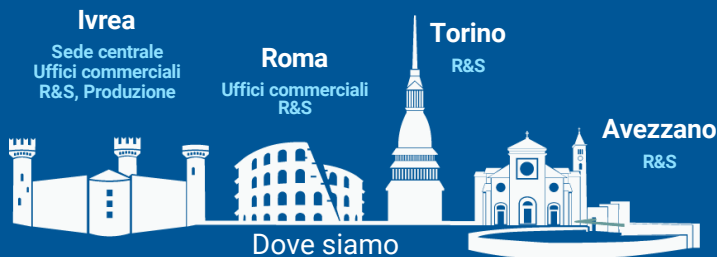 Ivrea
Sede centrale
Uffici commerciali
R&S, Produzione
Roma
Uffici commerciali
R&S
Torino
R&S
Avezzano
R&S
Dove siamo